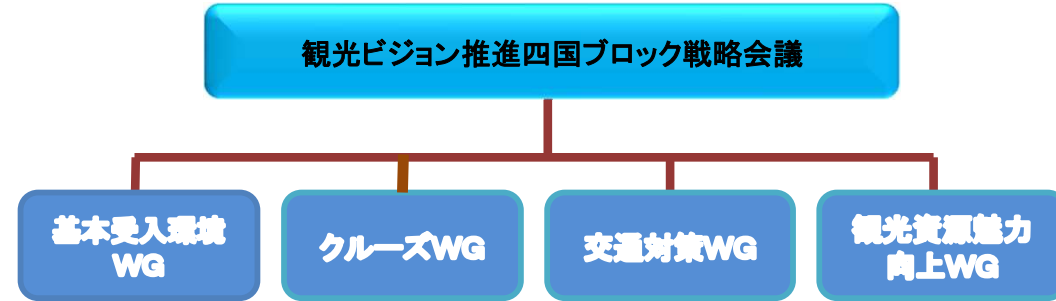 観光ビジョン推進四国ブロック戦略会議
基本受入環境
WG
クルーズWG
交通対策WG
観光資源魅力
向上WG